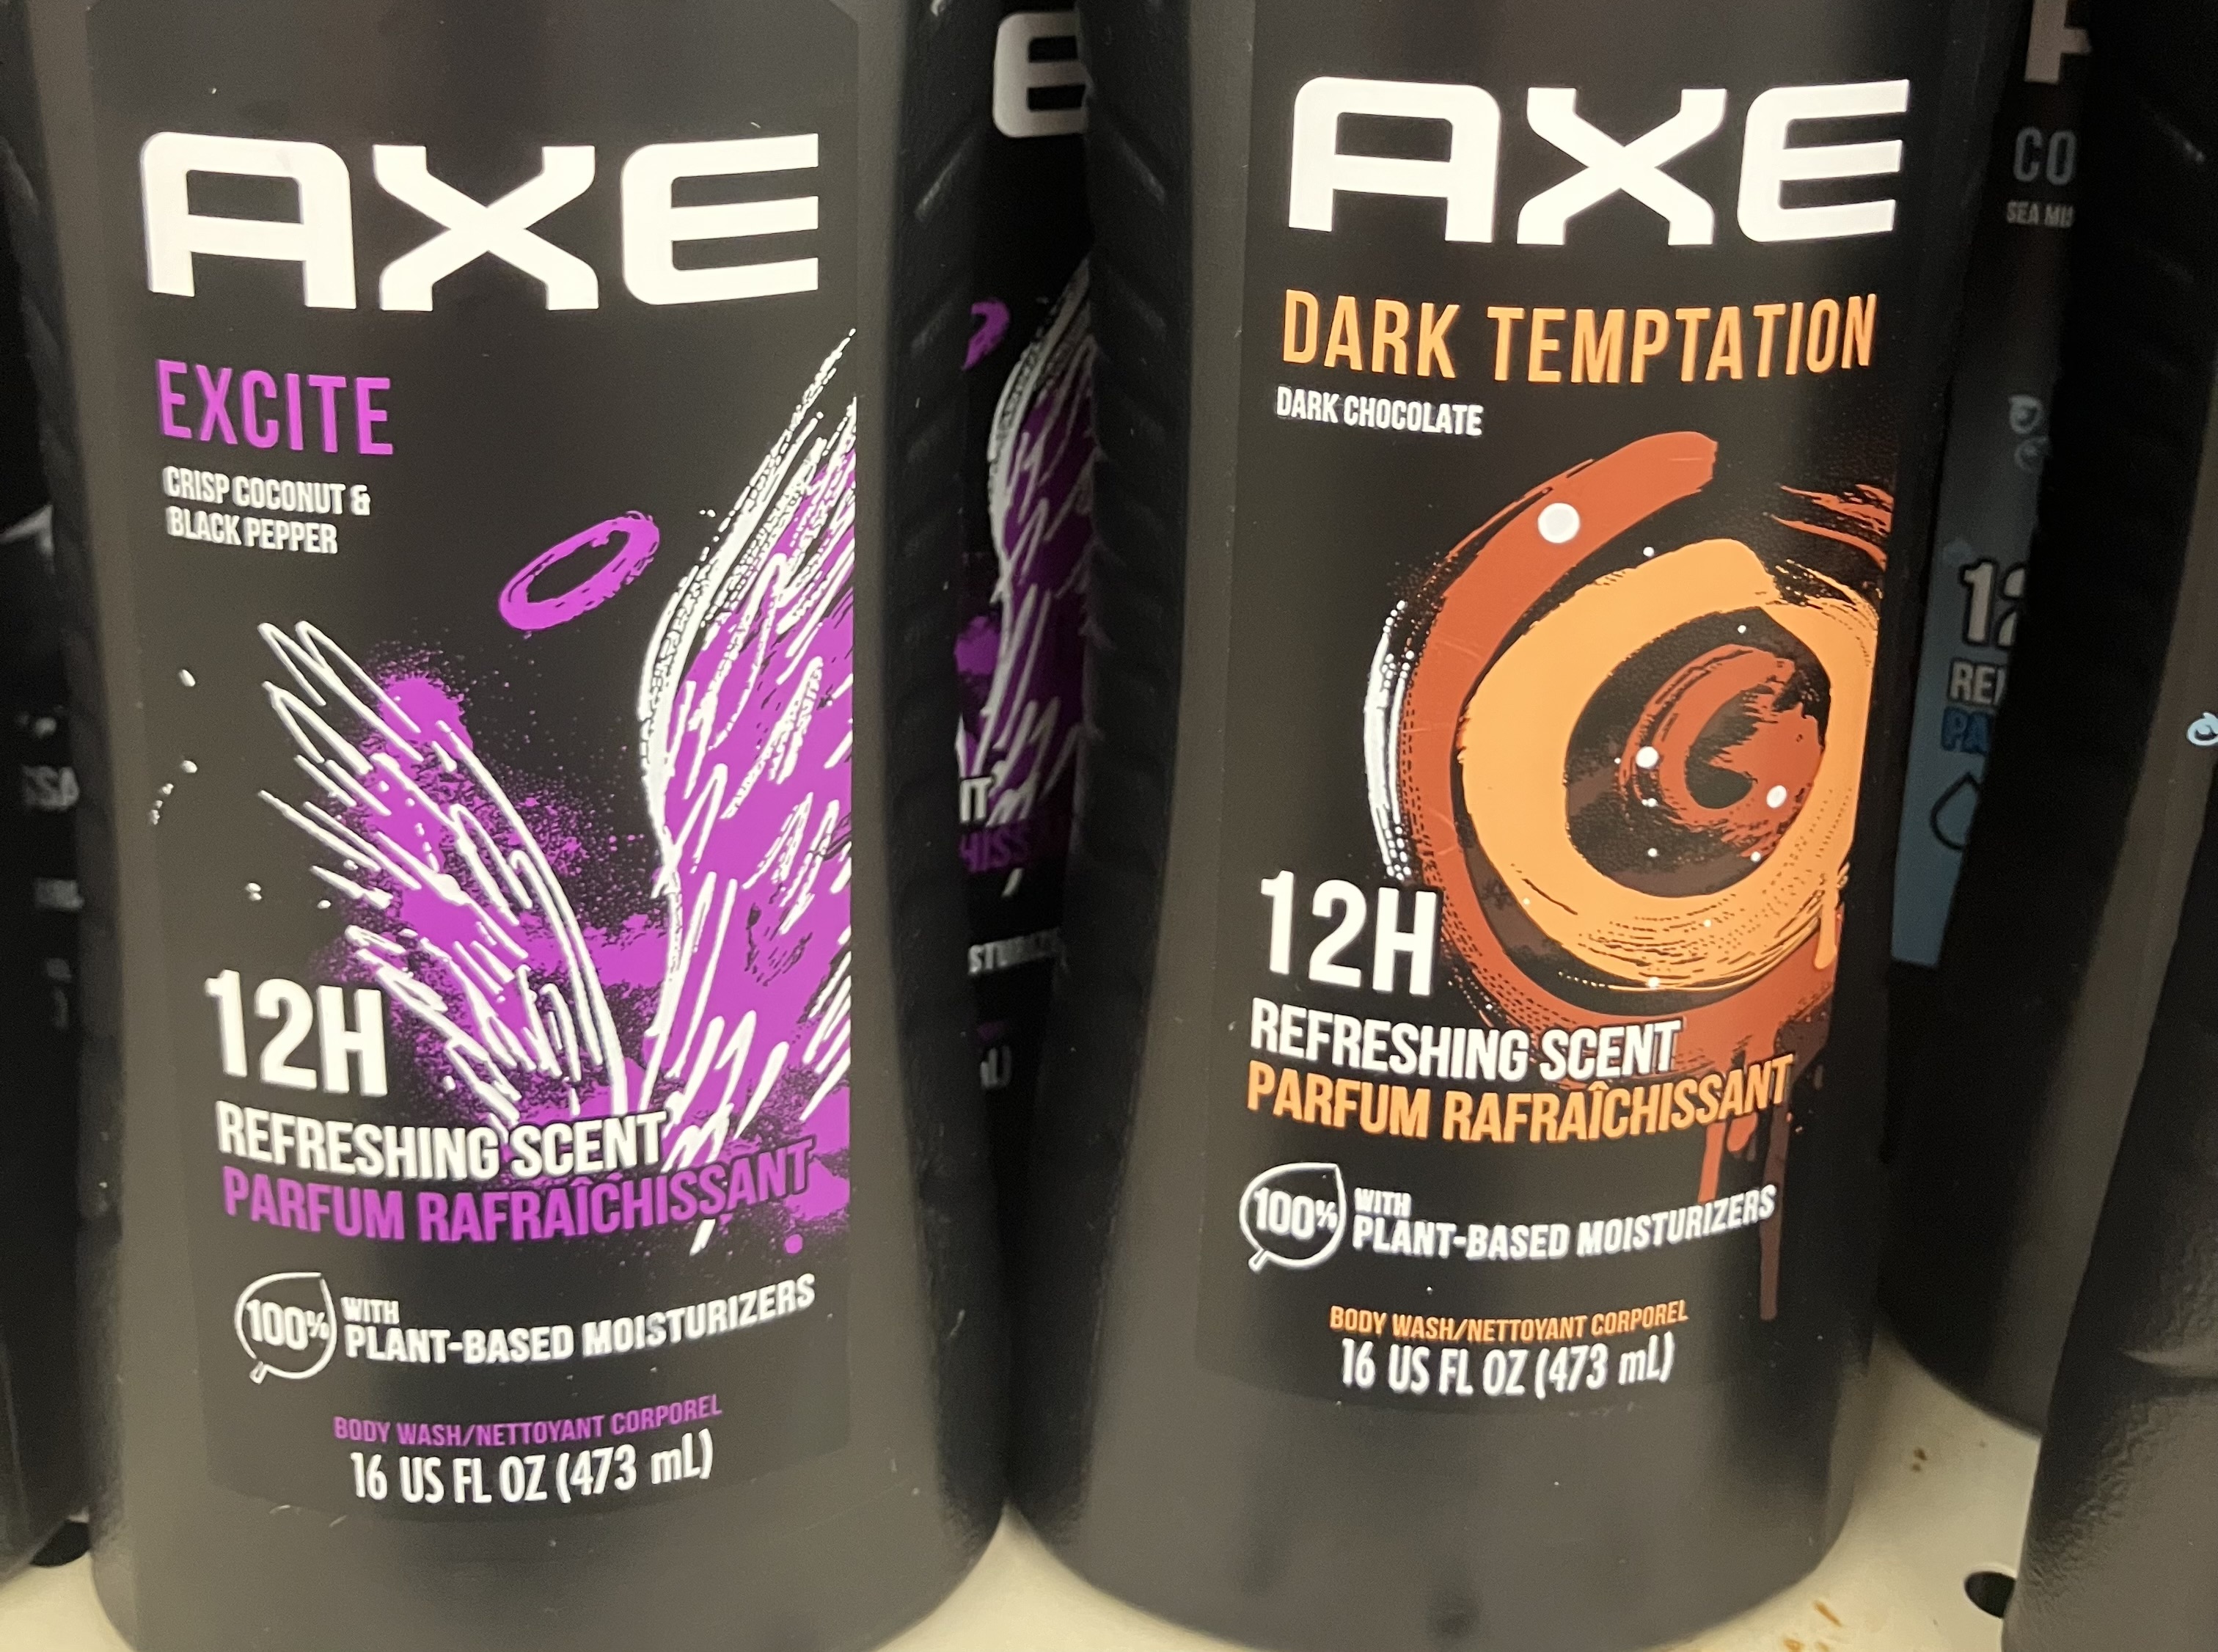 AXE
EXCITE
CRISP COCONUT &
BLACK PEPPER
12H
REFRESHING SCENT
PARFUM RAFRAÎCHISSANT
100% WITH
PLANT-BASED MOISTURIZERS
BODY WASH/NETTOYANT CORPOREL
16 US FL OZ (473 mL)
AXE
DARK TEMPTATION
DARK CHOCOLATE
12H
REFRESHING SCENT
PARFUM RAFRAÎCHISSANT
100% WITH
PLANT-BASED MOISTURIZERS
BODY WASH/NETTOYANT CORPOREL
16 US FL OZ (473 mL)
E
CO
SEA